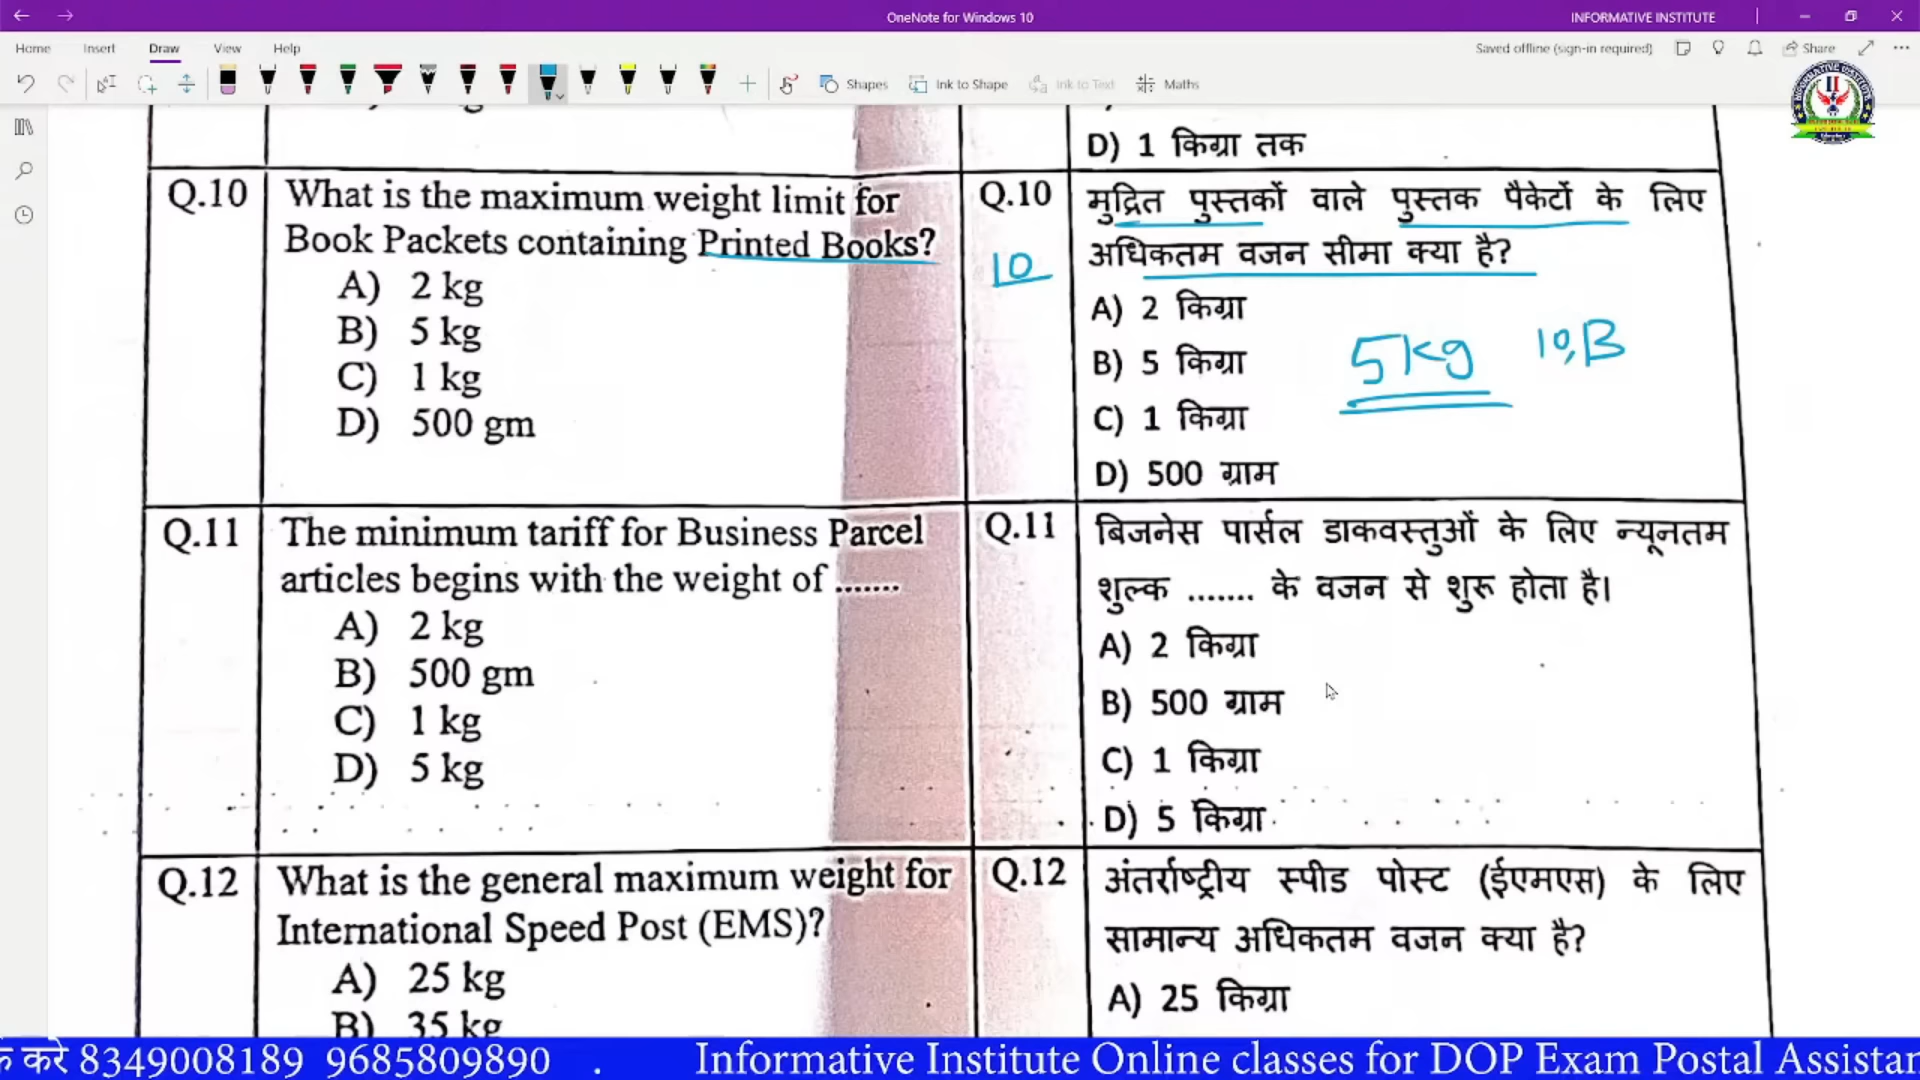 OneNote for Windows 10
INFORMATIVE INSTITUTE
Home Insert Draw View Help
Saved offline (sign-in required)
Share
Shapes
Ink to Shape
Ink to Text
Maths
D) 1 किग्रा तक
Q.10
What is the maximum weight limit for
Book Packets containing Printed Books?
A) 2 kg
B) 5 kg
C) 1 kg
D) 500 gm
Q.10
10
मुद्रित पुस्तकों वाले पुस्तक पैकेटों के लिए
अधिकतम वजन सीमा क्या है?
A) 2 किग्रा
B) 5 किग्रा
C) 1 किग्रा
D) 500 ग्राम
5kg 10,B
Q.11
The minimum tariff for Business Parcel
articles begins with the weight of .......
A) 2 kg
B) 500 gm
C) 1 kg
D) 5 kg
Q.11
बिजनेस पार्सल डाकवस्तुओं के लिए न्यूनतम
शुल्क ....... के वजन से शुरू होता है।
A) 2 किग्रा
B) 500 ग्राम
C) 1 किग्रा
D) 5 किग्रा
Q.12
What is the general maximum weight for
International Speed Post (EMS)?
A) 25 kg
B) 35 kg
Q.12
अंतर्राष्ट्रीय स्पीड पोस्ट (ईएमएस) के लिए
सामान्य अधिकतम वजन क्या है?
A) 25 किग्रा
करे 8349008189 9685809890 . Informative Institute Online classes for DOP Exam Postal Assistan